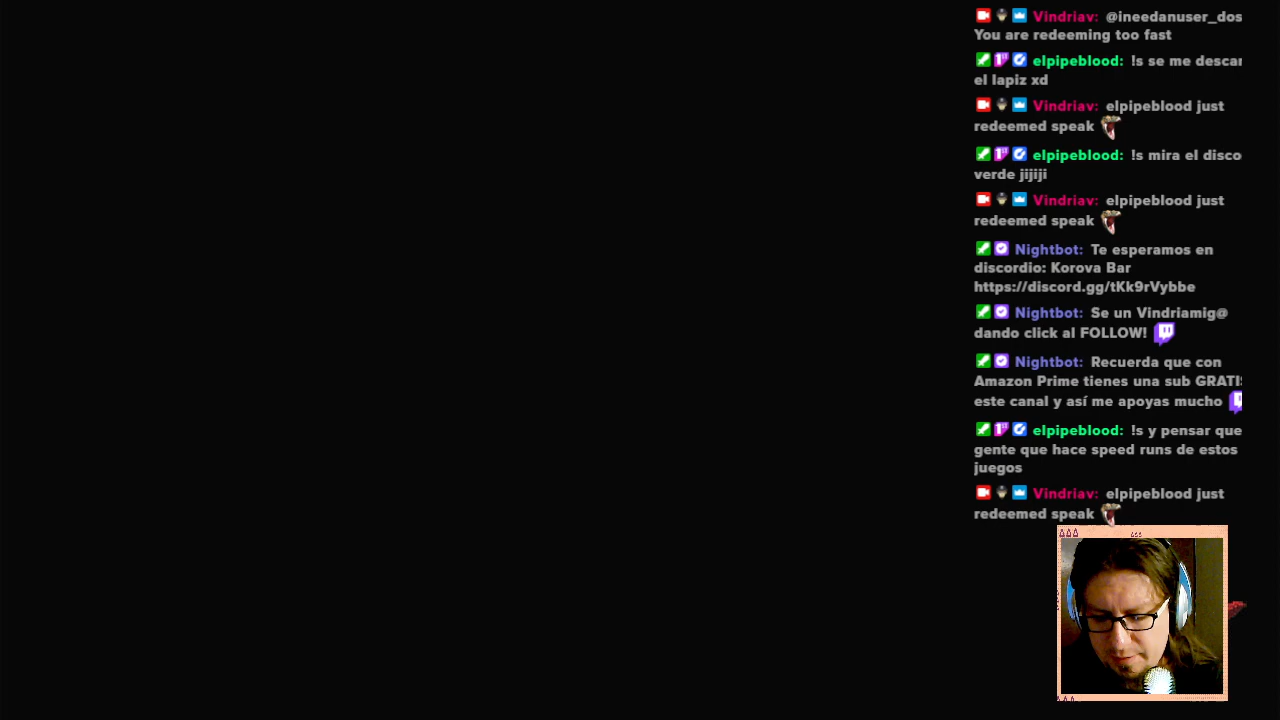 Vindriav: @ineedanuser_dos
You are redeeming too fast
elpipeblood: !s se me descar
el lapiz xd
Vindriav: elpipeblood just
redeemed speak
elpipeblood: !s mira el disco
verde jijiji
Vindriav: elpipeblood just
redeemed speak
Nightbot: Te esperamos en
discordio: Korova Bar
https://discord.gg/tKk9rVybbe
Nightbot: Se un Vindriamig@
dando click al FOLLOW!
Nightbot: Recuerda que con
Amazon Prime tienes una sub GRATIS
este canal y así me apoyas mucho
elpipeblood: !s y pensar que
gente que hace speed runs de estos
juegos
Vindriav: elpipeblood just
redeemed speak